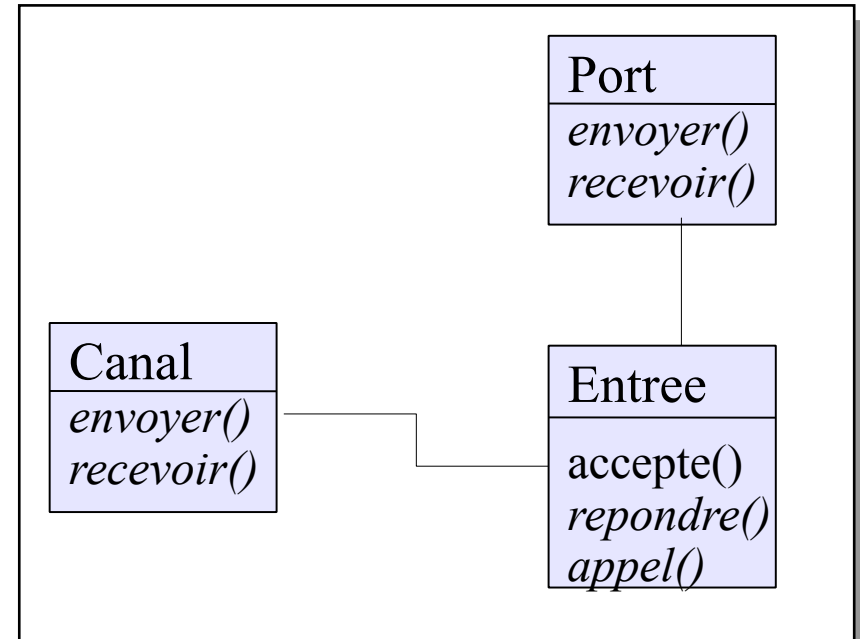 Port
envoyer()
recevoir()
Canal
envoyer()
recevoir()
Entree
accepte()
repondre()
appel()